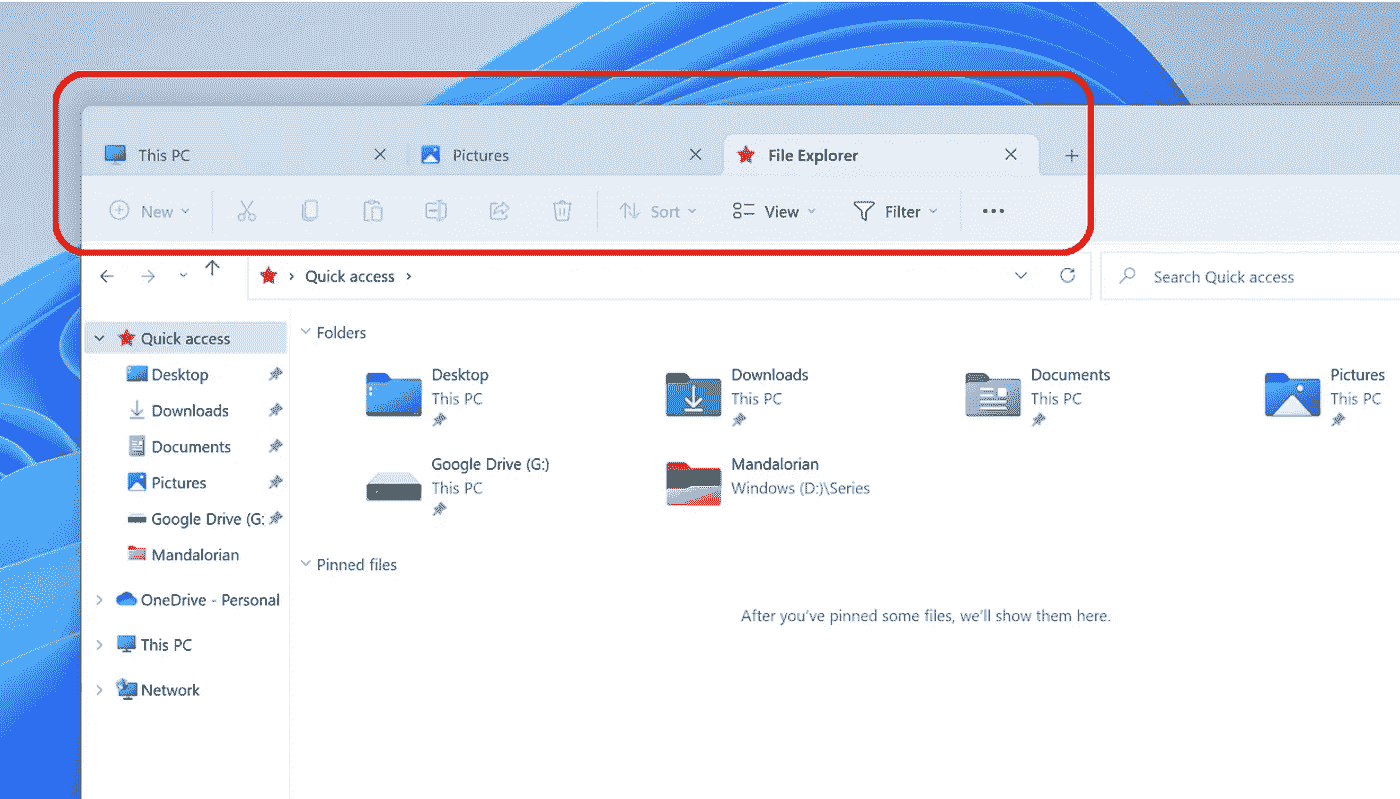 This PC
Pictures
File Explorer
New
Sort
View
Filter
Quick access
Search Quick access
Quick access
Desktop
Downloads
Documents
Pictures
Google Drive (G:
Mandalorian
OneDrive - Personal
This PC
Network
Folders
Desktop
This PC
Downloads
This PC
Documents
This PC
Pictures
This PC
Google Drive (G:)
This PC
Mandalorian
Windows (D:)\Series
Pinned files
After you've pinned some files, we'll show them here.